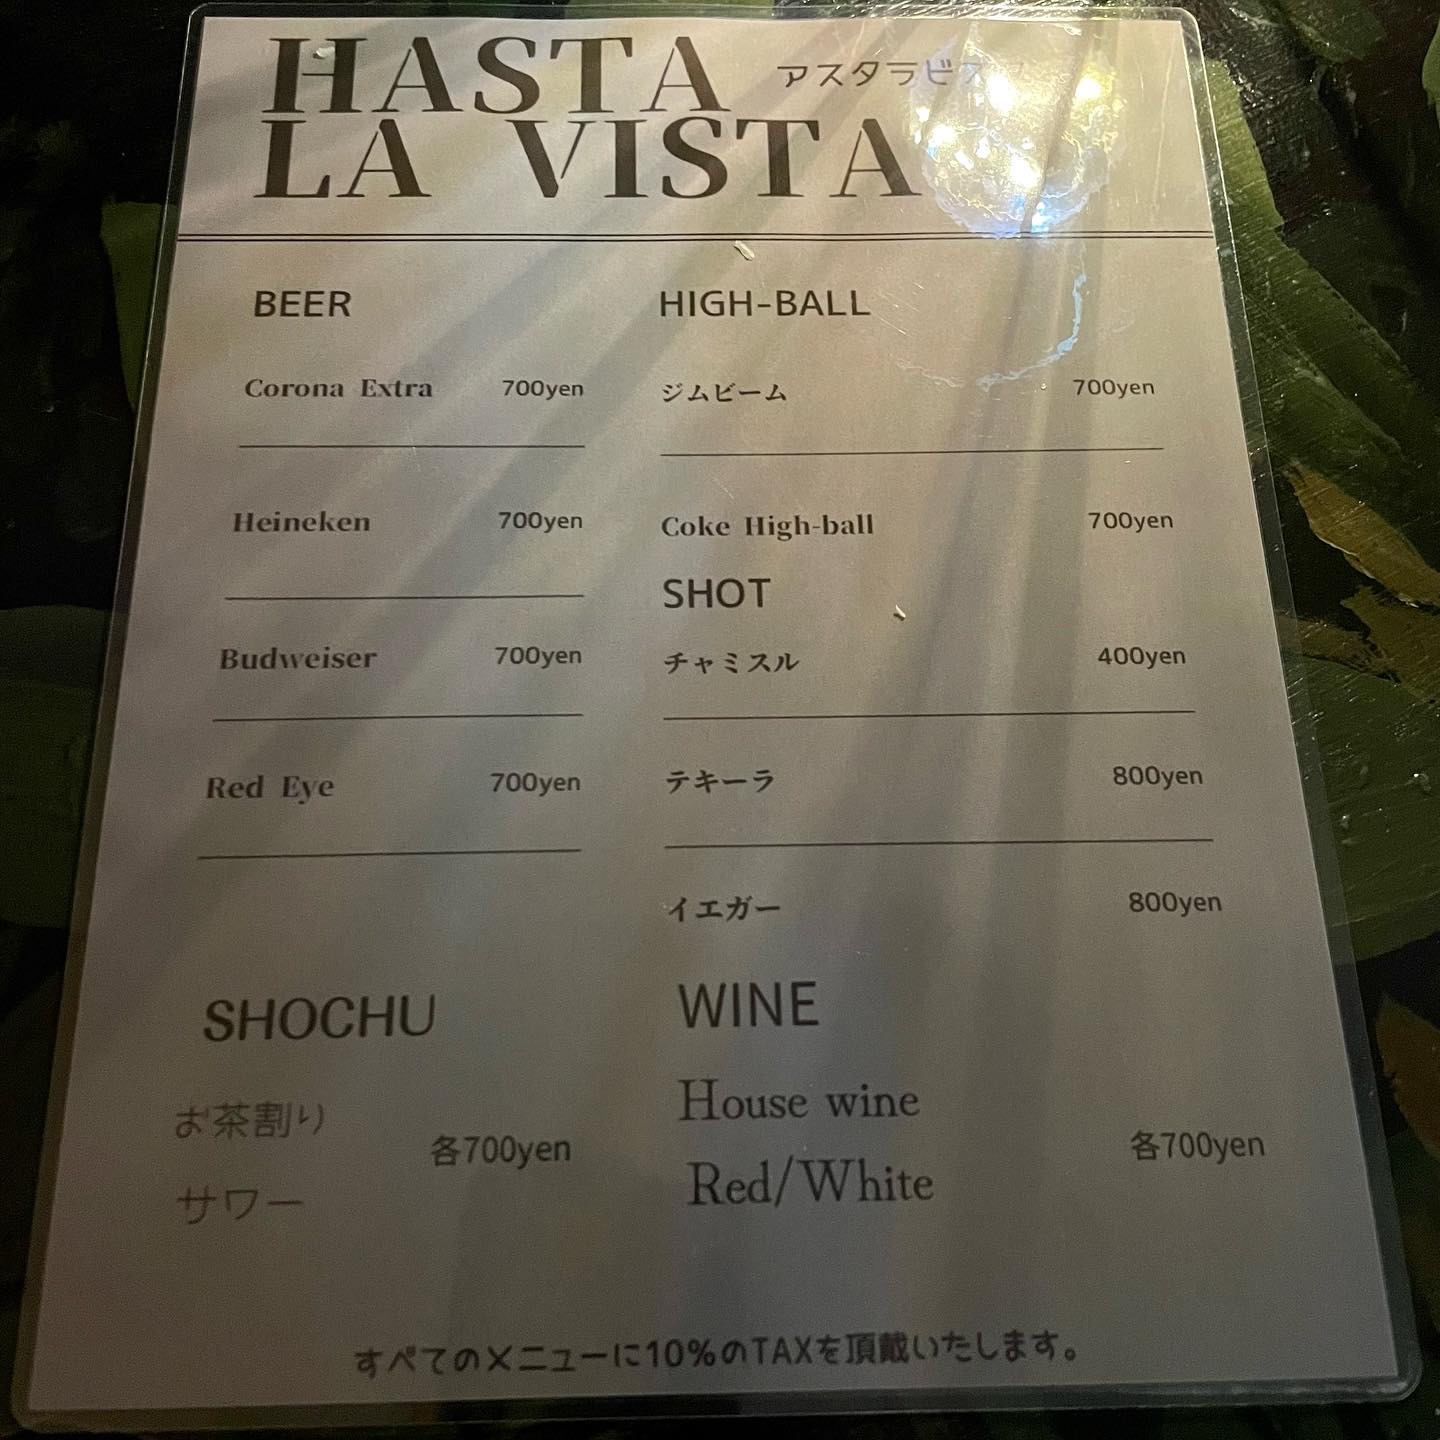 HASTA アスタラビスタ
LA VISTA
BEER
Corona Extra 700yen
Heineken 700yen
Budweiser 700yen
Red Eye 700yen
HIGH-BALL
ジムビーム 700yen
Coke High-ball 700yen
SHOT
チャミスル 400yen
テキーラ 800yen
イエガー 800yen
SHOCHU
お茶割り
各700yen
サワー
WINE
House wine
各700yen
Red/White
すべてのメニューに10%のTAXを頂戴いたします。